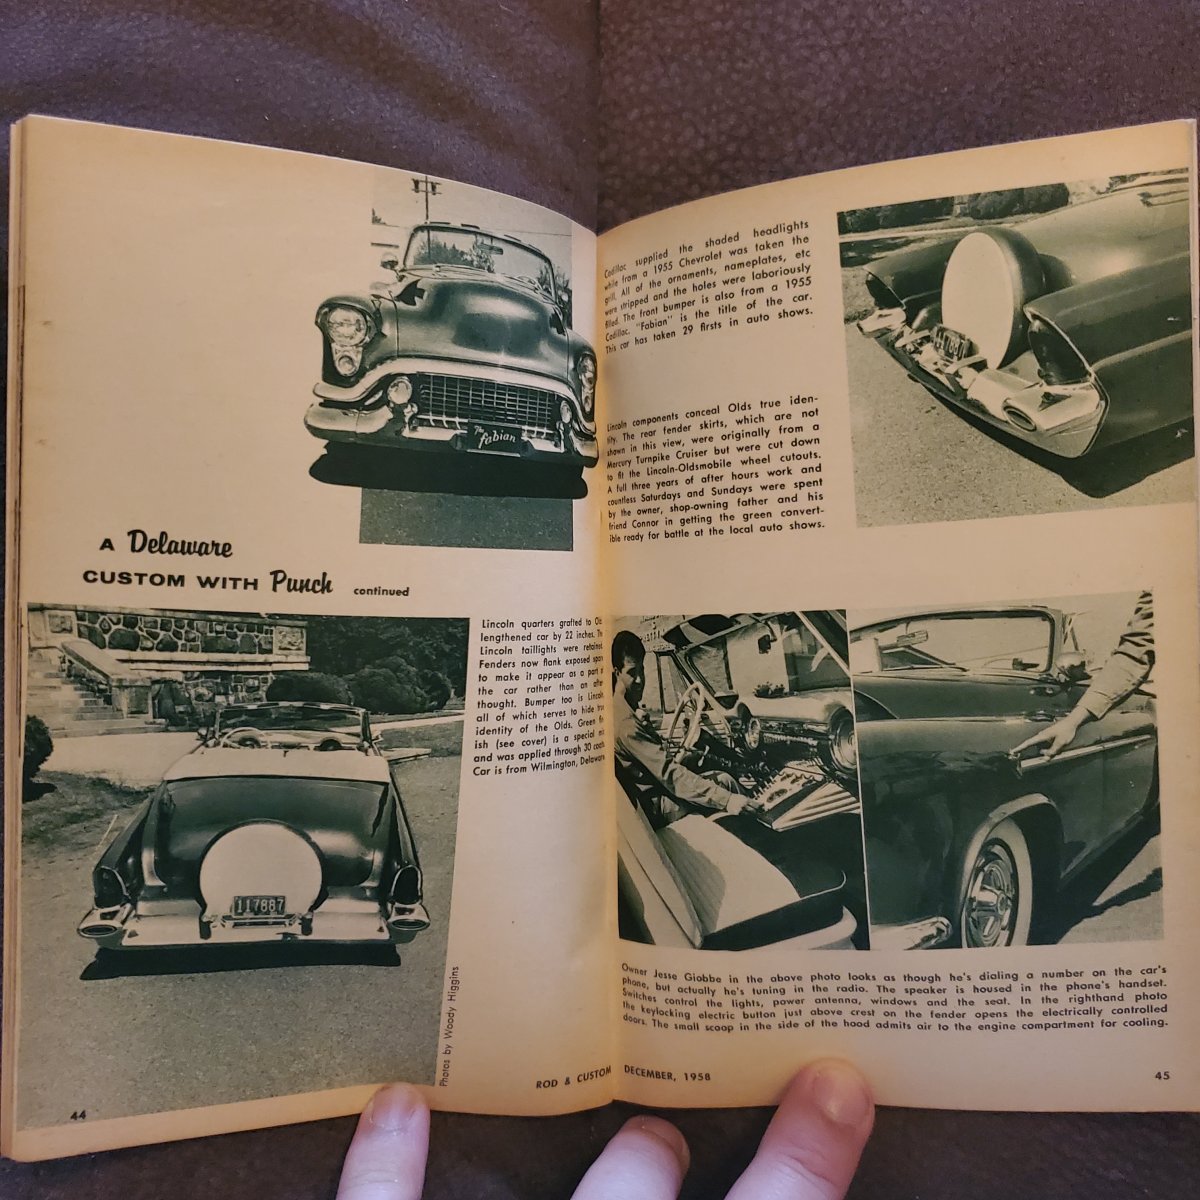 The
Fabian
A Delaware
CUSTOM WITH Punch continued
117887
Lincoln quarters grafted to Olds
lengthened car by 22 inches. The
Lincoln taillights were retained.
Fenders now flank exposed spare
to make it appear as a part of
the car rather than an after
thought. Bumper too is Lincoln
all of which serves to hide true
identity of the Olds. Green fin
ish (see cover) is a special mix
and was applied through 30 coats
Car is from Wilmington, Delaware
Photos by Woody Higgins
44
ROD & CUSTOM
Cadillac supplied the shaded headlights
while from a 1955 Chevrolet was taken the
grill. All of the ornaments, nameplates, etc
were stripped and the holes were laboriously
filled. The front bumper is also from a 1955
Cadillac. "Fabian" is the title of the car.
This car has taken 29 firsts in auto shows.
Lincoln components conceal Olds true iden-
tity. The rear fender skirts, which are not
shown in this view, were originally from a
Mercury Turnpike Cruiser but were cut down
to fit the Lincoln-Oldsmobile wheel cutouts.
A full three years of after hours work and
countless Saturdays and Sundays were spent
by the owner, shop-owning father and his
friend Connor in getting the green convert-
ible ready for battle at the local auto shows.
Owner Jesse Giobbe in the above photo looks as though he's dialing a number on the car's
phone, but actually he's tuning in the radio. The speaker is housed in the phone's handset.
Switches control the lights, power antenna, windows and the seat. In the righthand photo
the keylocking electric button just above crest on the fender opens the electrically controlled
doors. The small scoop in the side of the hood admits air to the engine compartment for cooling.
DECEMBER, 1958
45